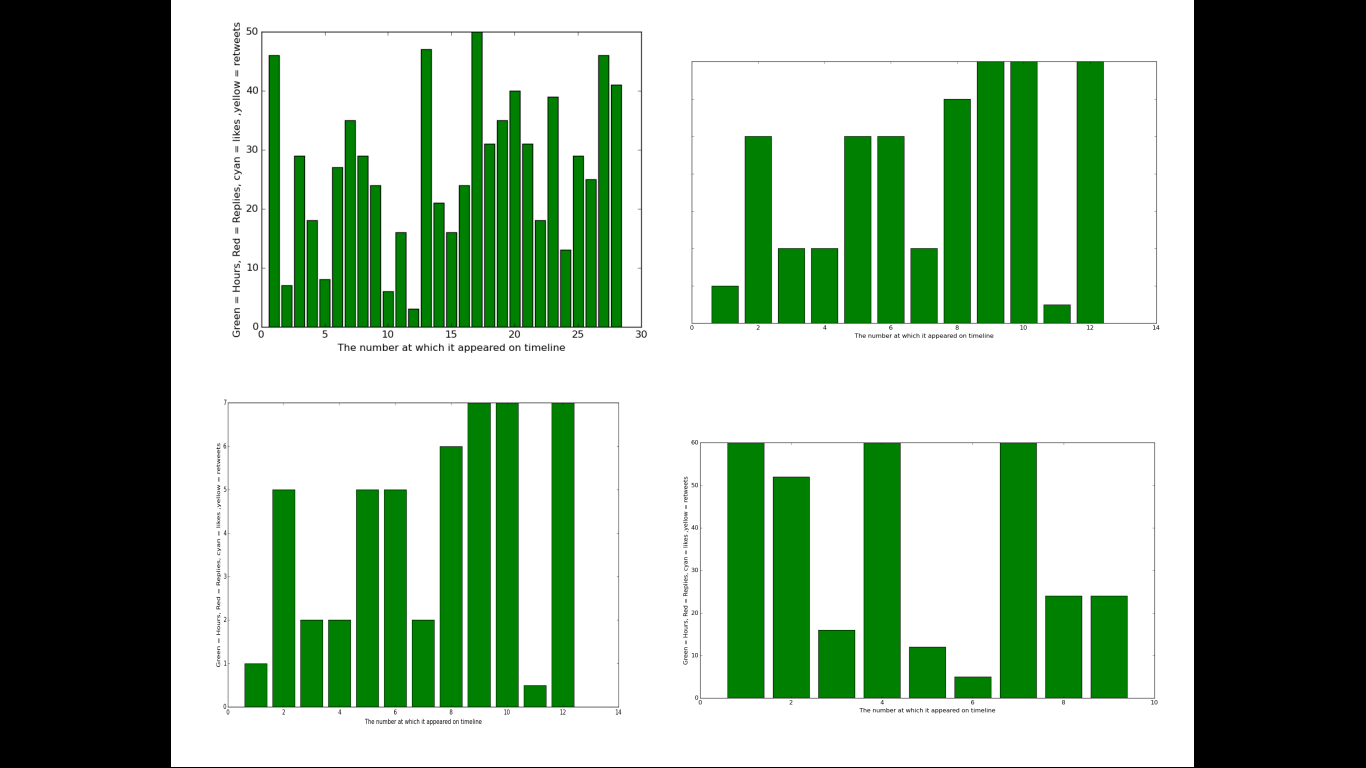 Green = Hours, Red = Replies, cyan = likes ,yellow = retweets
50
40
30
20
10
0
0 5 10 15 20 25 30
The number at which it appeared on timeline
0 2 4 6 8 10 12 14
The number at which it appeared on timeline
Green = Hours, Red = Replies, cyan = likes ,yellow = retweets
7
6
5
4
3
2
1
0
0 2 4 6 8 10 12 14
The number at which it appeared on timeline
Green = Hours, Red = Replies, cyan = likes ,yellow = retweets
60
50
40
30
20
10
0
0 2 4 6 8 10
The number at which it appeared on timeline